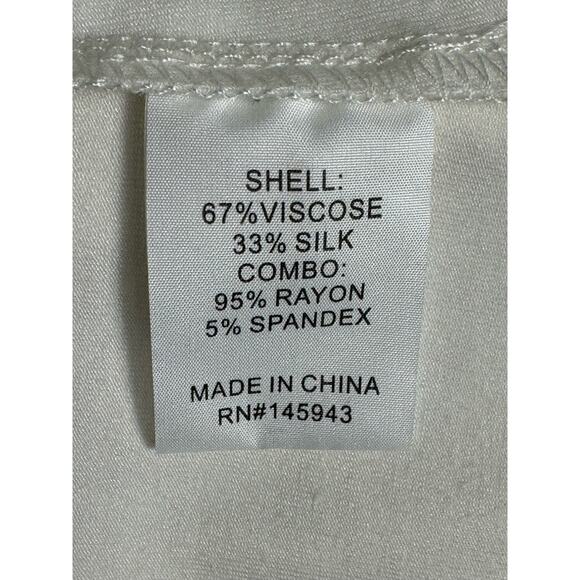 SHELL:
67%VISCOSE
33% SILK
COMBO:
95% RAYON
5% SPANDEX
MADE IN CHINA
RN#145943